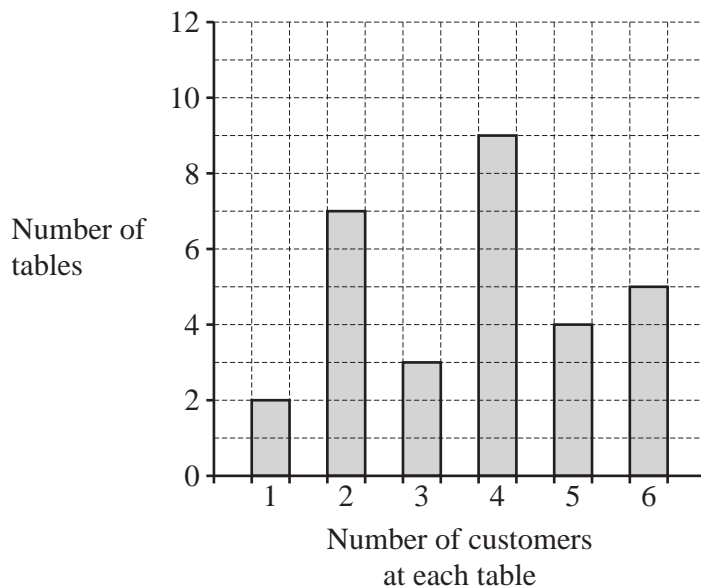 12
10
8
Number of
tables
6
4
2
0
1 2 3 4 5 6
Number of customers
at each table